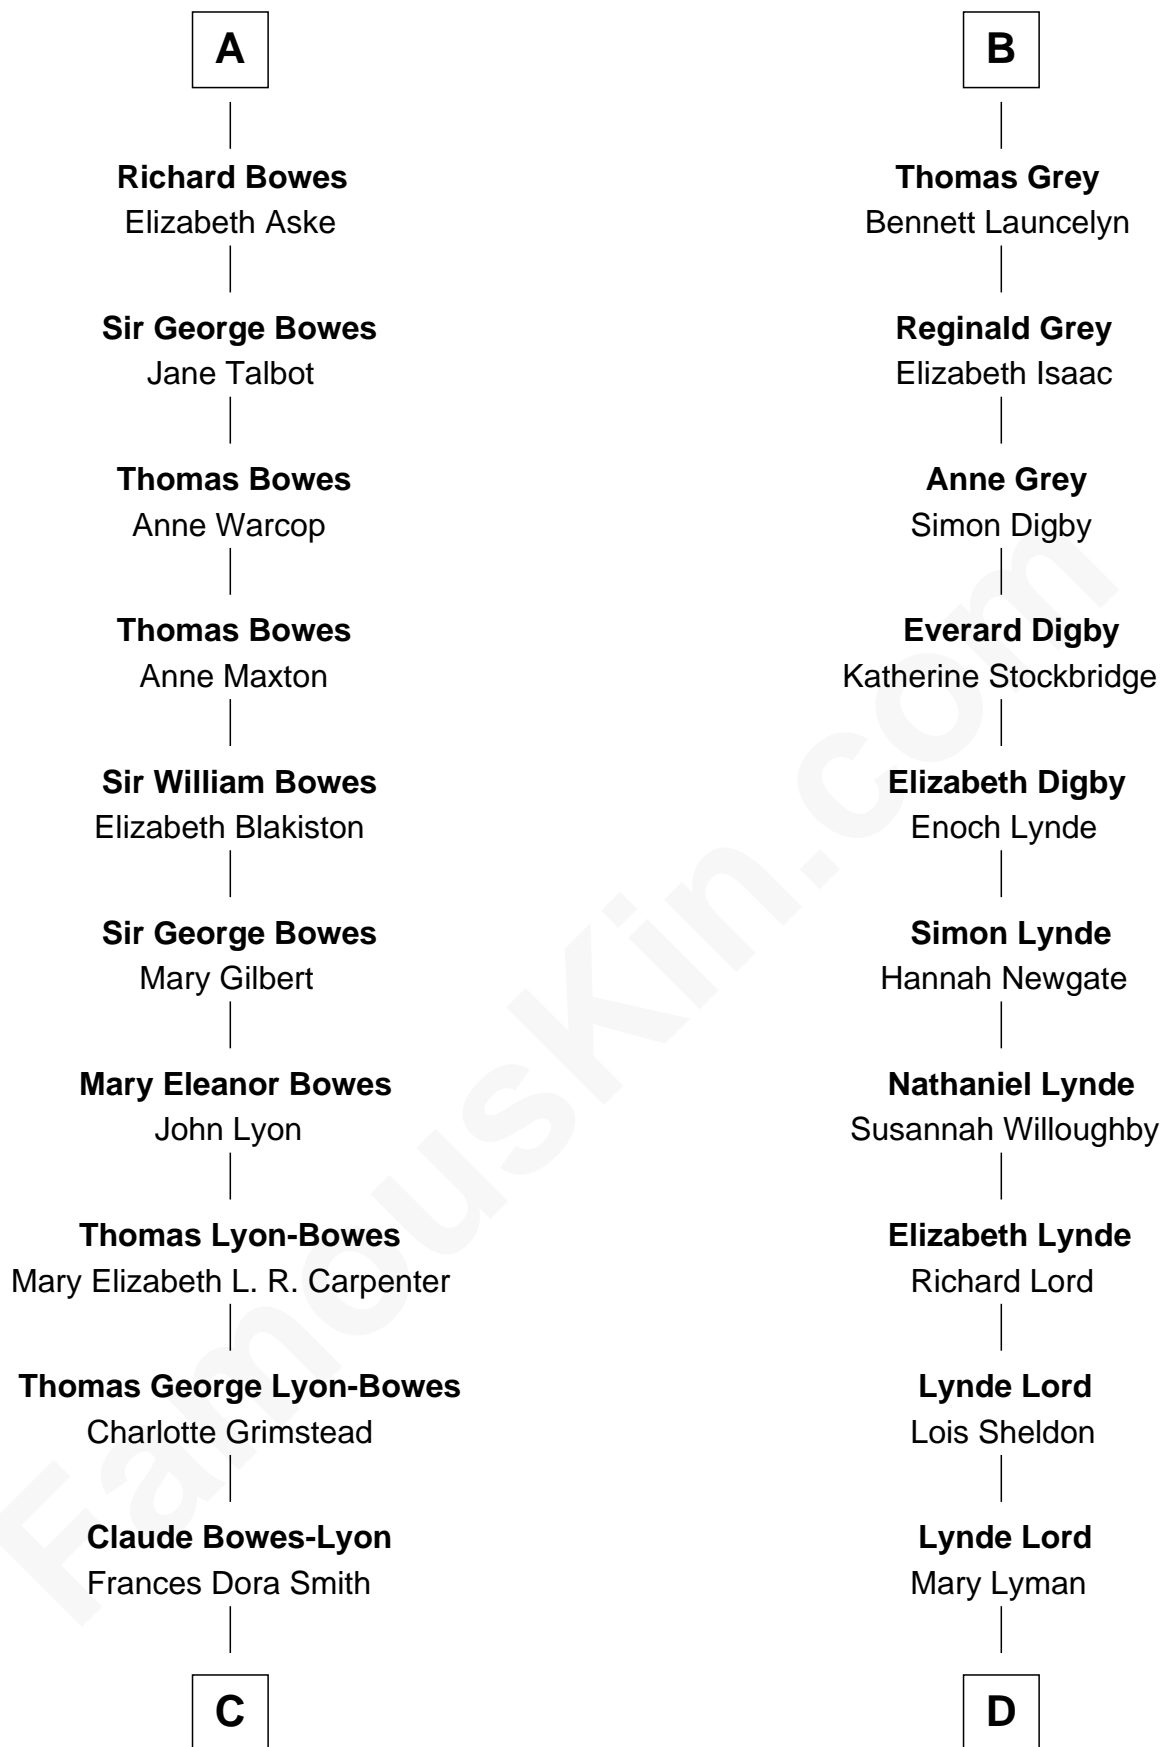 A
Richard Bowes
Elizabeth Aske
Sir George Bowes
Jane Talbot
Thomas Bowes
Anne Warcop
Thomas Bowes
Anne Maxton
Sir William Bowes
Elizabeth Blakiston
Sir George Bowes
Mary Gilbert
Mary Eleanor Bowes
John Lyon
Thomas Lyon-Bowes
Mary Elizabeth L. R. Carpenter
Thomas George Lyon-Bowes
Charlotte Grimstead
Claude Bowes-Lyon
Frances Dora Smith
C
B
Thomas Grey
Bennett Launcelyn
Reginald Grey
Elizabeth Isaac
Anne Grey
Simon Digby
Everard Digby
Katherine Stockbridge
Elizabeth Digby
Enoch Lynde
Simon Lynde
Hannah Newgate
Nathaniel Lynde
Susannah Willoughby
Elizabeth Lynde
Richard Lord
Lynde Lord
Lois Sheldon
Lynde Lord
Mary Lyman
D
FamousKin.com